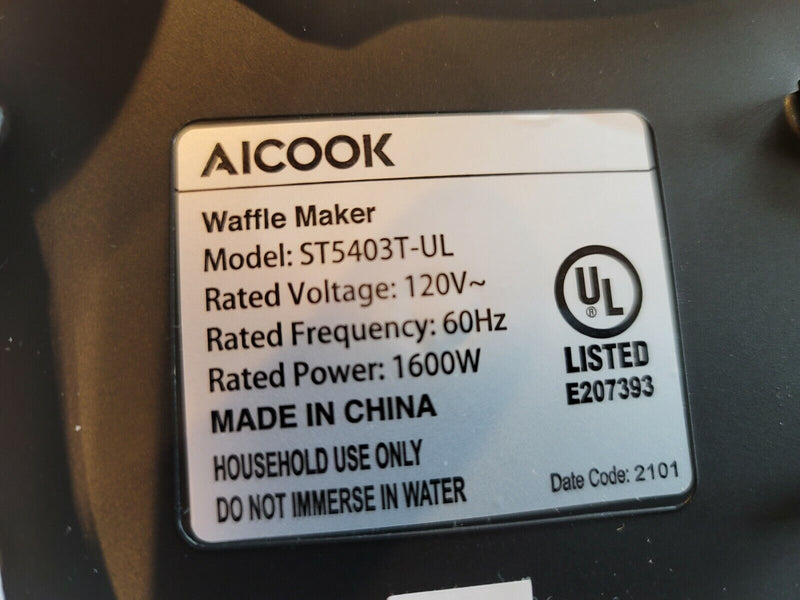 AICOOK
Waffle Maker
Model: ST5403T-UL
Rated Voltage: 120V~
Rated Frequency: 60Hz
Rated Power: 1600W
MADE IN CHINA
HOUSEHOLD USE ONLY
DO NOT IMMERSE IN WATER
UL
®
LISTED
E207393
Date Code: 2101